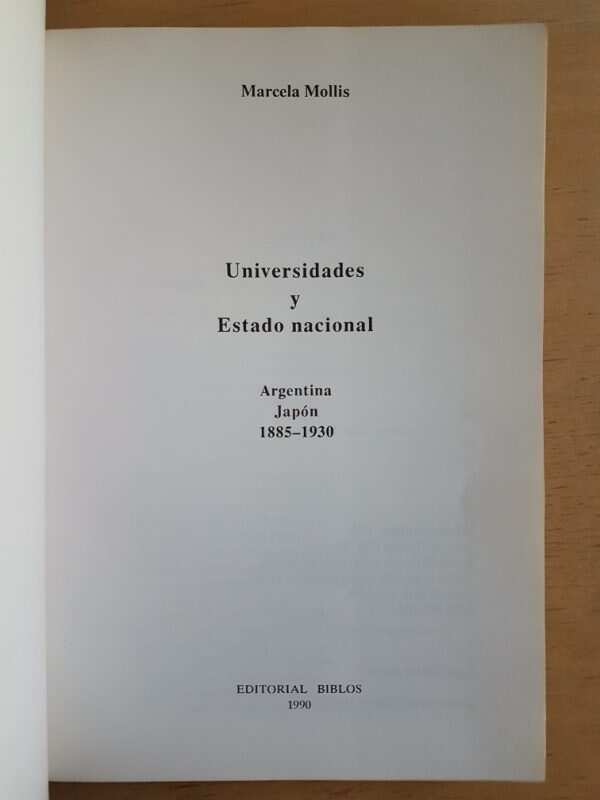 Marcela Mollis
Universidades
y
Estado nacional
Argentina
Japón
1885–1930
EDITORIAL BIBLOS
1990